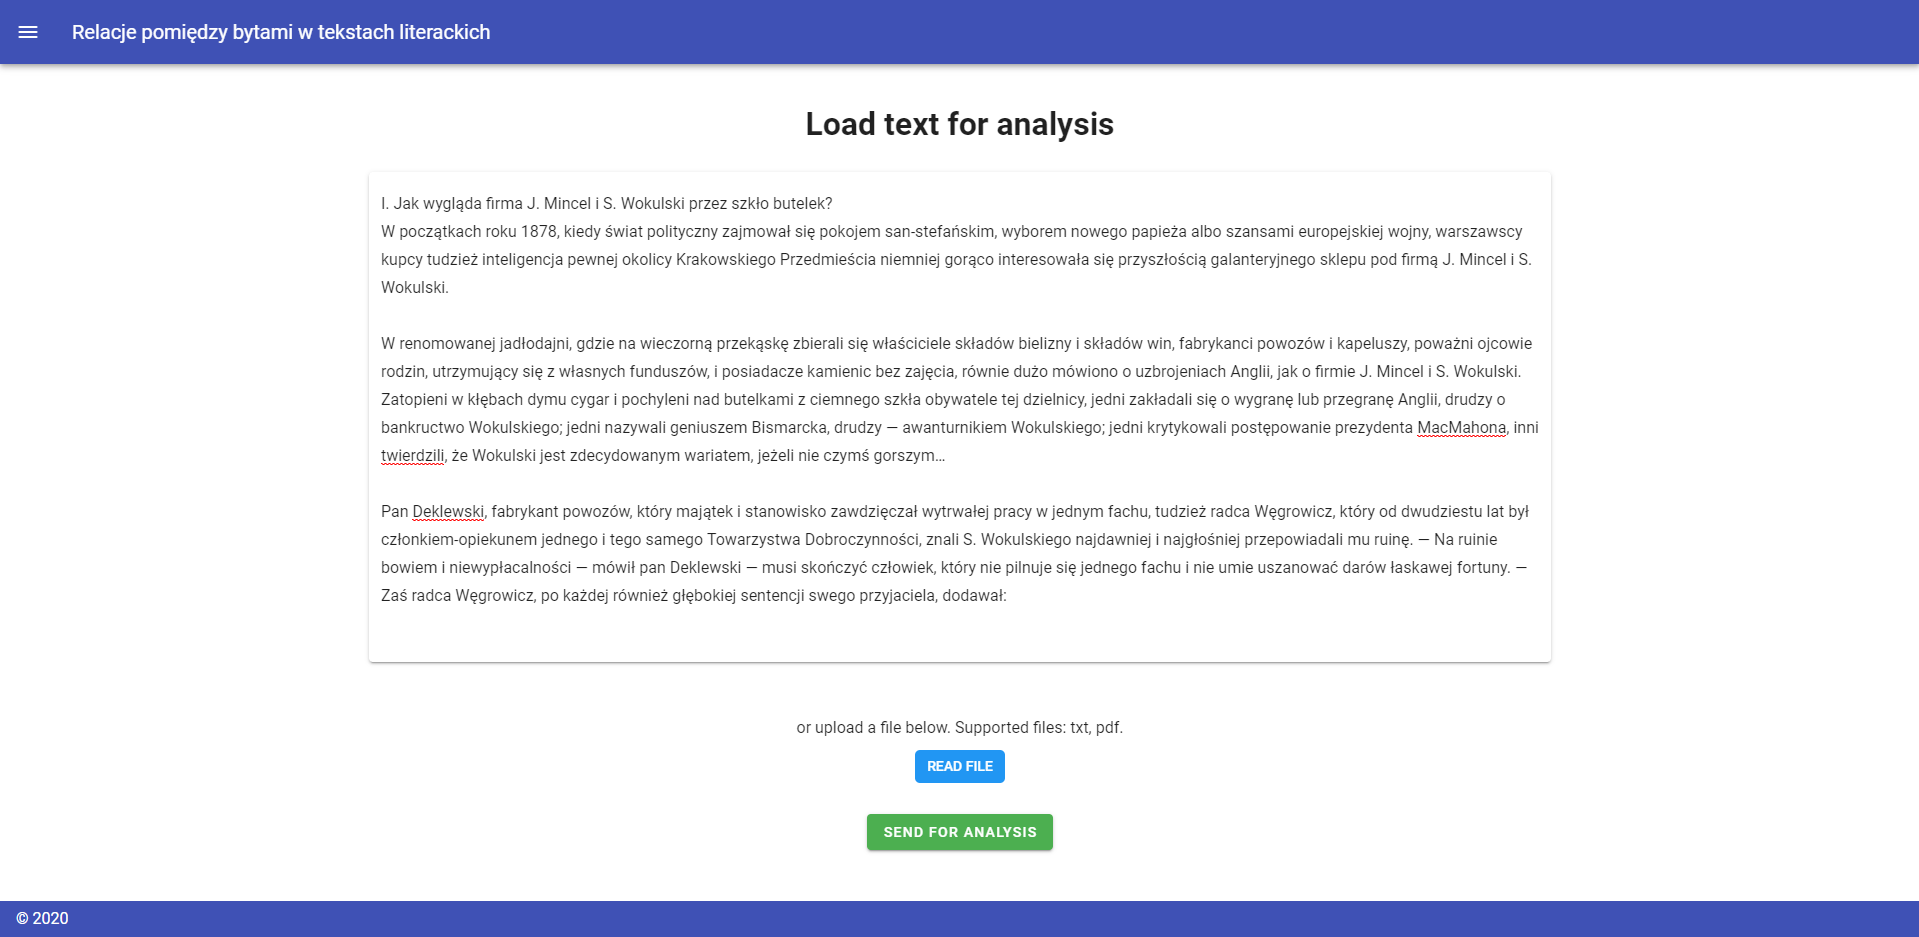 Relacje pomiędzy bytami w tekstach literackich
Load text for analysis
I. Jak wygląda firma J. Mincel i S. Wokulski przez szkło butelek?
W początkach roku 1878, kiedy świat polityczny zajmował się pokojem san-stefańskim, wyborem nowego papieża albo szansami europejskiej wojny, warszawscy
kupcy tudzież inteligencja pewnej okolicy Krakowskiego Przedmieścia niemniej gorąco interesowała się przyszłością galanteryjnego sklepu pod firmą J. Mincel i S.
Wokulski.
W renomowanej jadłodajni, gdzie na wieczorną przekąskę zbierali się właściciele składów bielizny i składów win, fabrykanci powozów i kapeluszy, poważni ojcowie
rodzin, utrzymujący się z własnych funduszów, i posiadacze kamienic bez zajęcia, równie dużo mówiono o uzbrojeniach Anglii, jak o firmie J. Mincel i S. Wokulski.
Zatopieni w kłębach dymu cygar i pochyleni nad butelkami z ciemnego szkła obywatele tej dzielnicy, jedni zakładali się o wygranę lub przegranę Anglii, drudzy o
bankructwo Wokulskiego; jedni nazywali geniuszem Bismarcka, drudzy — awanturnikiem Wokulskiego; jedni krytykowali postępowanie prezydenta MacMahona, inni
twierdzili, że Wokulski jest zdecydowanym wariatem, jeżeli nie czymś gorszym…
Pan Deklewski, fabrykant powozów, który majątek i stanowisko zawdzięczał wytrwałej pracy w jednym fachu, tudzież radca Węgrowicz, który od dwudziestu lat był
członkiem-opiekunem jednego i tego samego Towarzystwa Dobroczynności, znali S. Wokulskiego najdawniej i najgłośniej przepowiadali mu ruinę. — Na ruinie
bowiem i niewypłacalności — mówił pan Deklewski — musi skończyć człowiek, który nie pilnuje się jednego fachu i nie umie uszanować darów łaskawej fortuny. —
Zaś radca Węgrowicz, po każdej również głębokiej sentencji swego przyjaciela, dodawał:
or upload a file below. Supported files: txt, pdf.
READ FILE
SEND FOR ANALYSIS
© 2020